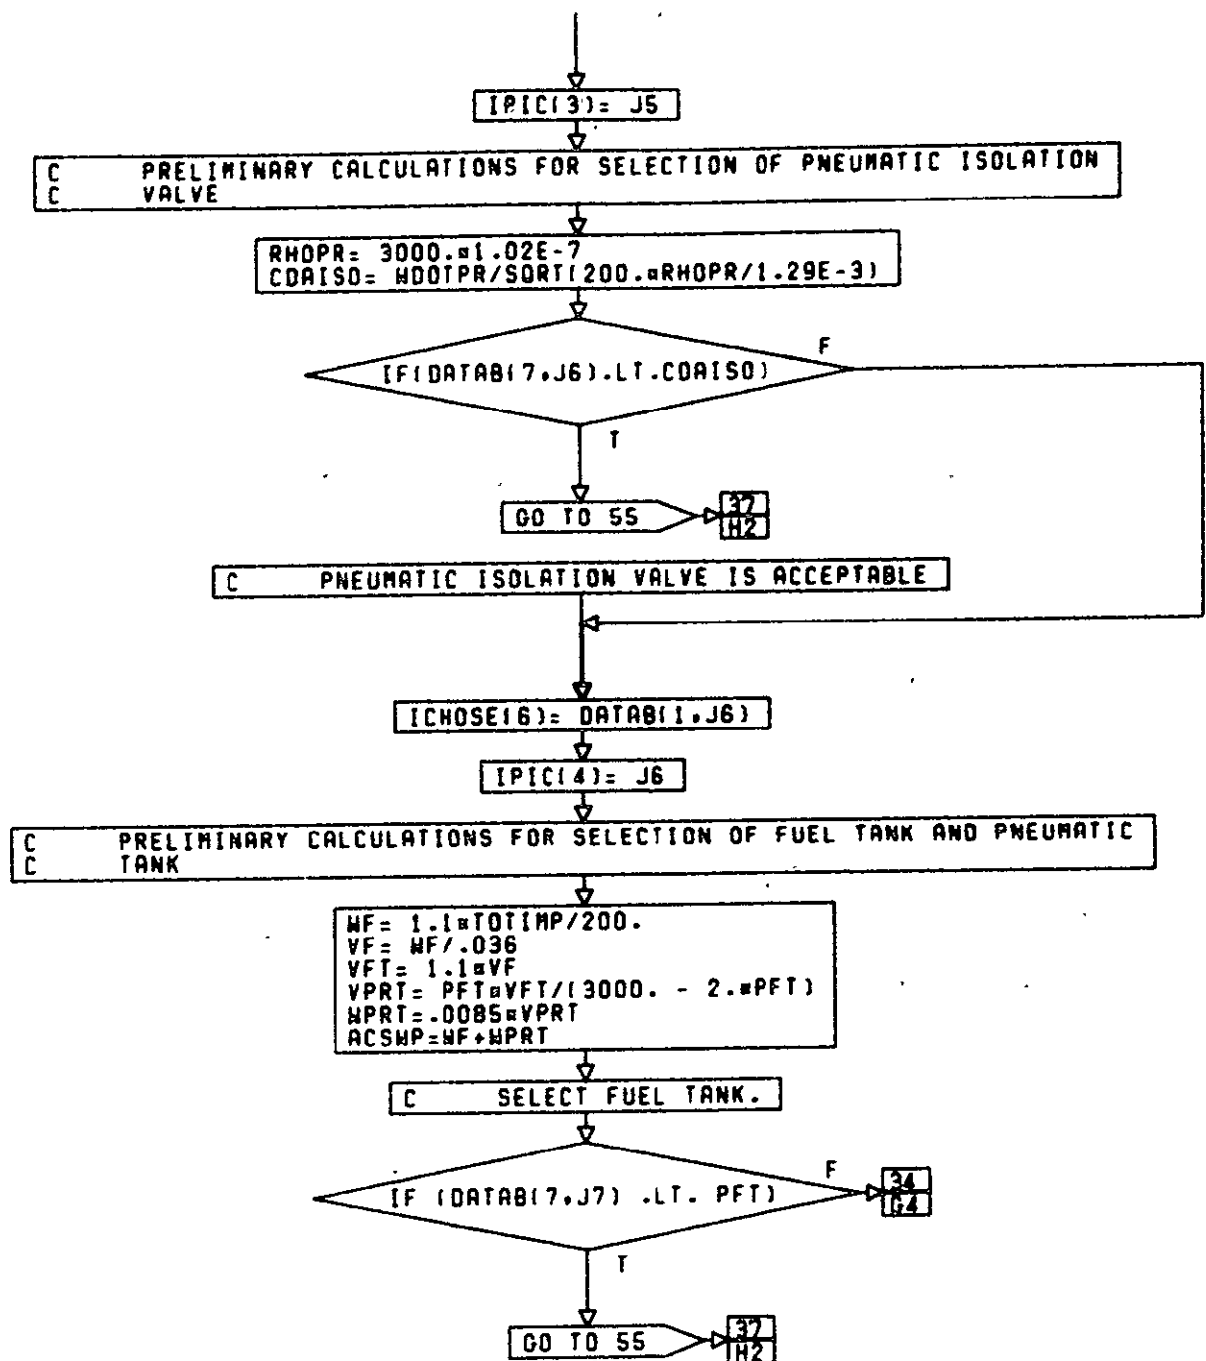 IPIC(3)= J5
C PRELIMINARY CALCULATIONS FOR SELECTION OF PNEUMATIC ISOLATION
C VALVE
RHOPR= 3000.¤1.02E-7
CDAISO= WDOTPR/SQRT(200.¤RHOPR/1.29E-3)
F
IF(DATAB(7,J6).LT.CDAISO)
T
GO TO 55
37
H2
C PNEUMATIC ISOLATION VALVE IS ACCEPTABLE
ICHOSE(6)= DATAB(1,J6)
IPIC(4)= J6
C PRELIMINARY CALCULATIONS FOR SELECTION OF FUEL TANK AND PNEUMATIC
C TANK
WF= 1.1¤TOTIMP/200.
VF= WF/.036
VFT= 1.1¤VF
VPRT= PFT¤VFT/(3000. - 2.¤PFT)
WPRT=.0085¤VPRT
ACSWP=WF+WPRT
C SELECT FUEL TANK.
F
IF (DATAB(7,J7) .LT. PFT)
34
G4
T
GO TO 55
37
H2